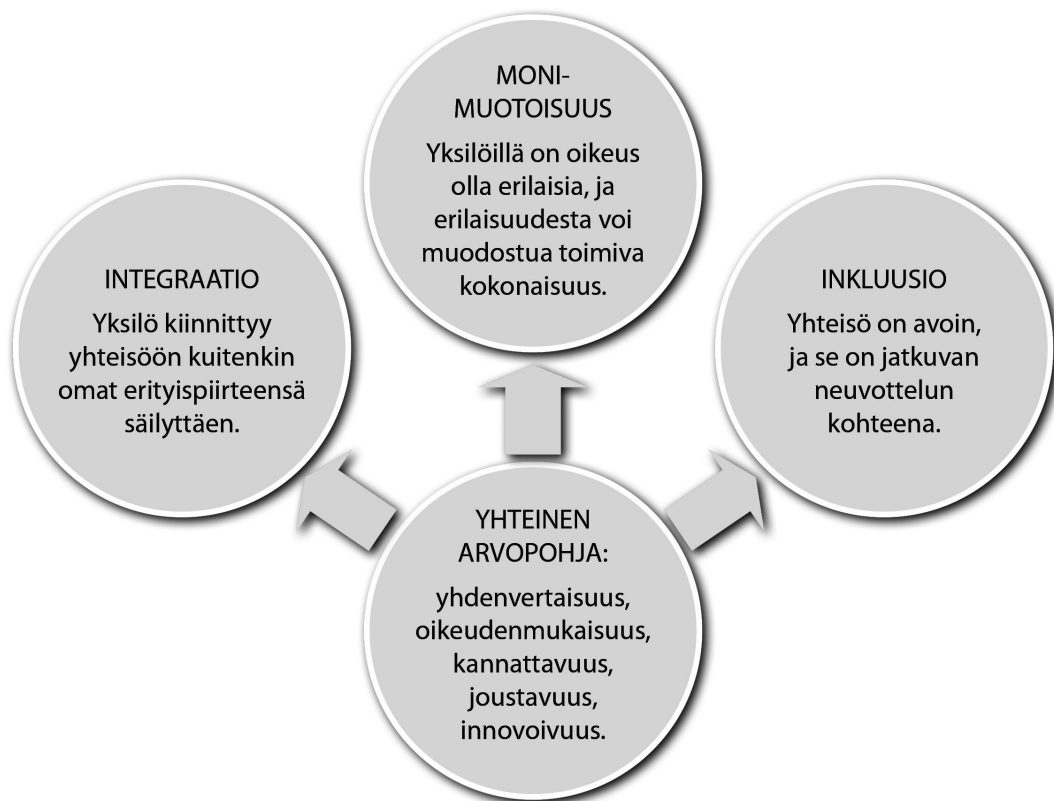 MONI-
MUOTOISUUS
Yksilöillä on oikeus
olla erilaisia, ja
erilaisuudesta voi
muodostua toimiva
kokonaisuus.
INTEGRAATIO
Yksilö kiinnittyy
yhteisöön kuitenkin
omat erityispiirteensä
säilyttäen.
INKLUUSIO
Yhteisö on avoin,
ja se on jatkuvan
neuvottelun
kohteena.
YHTEINEN
ARVOPOHJA:
yhdenvertaisuus,
oikeudenmukaisuus,
kannattavuus,
joustavuus,
innovoivuus.